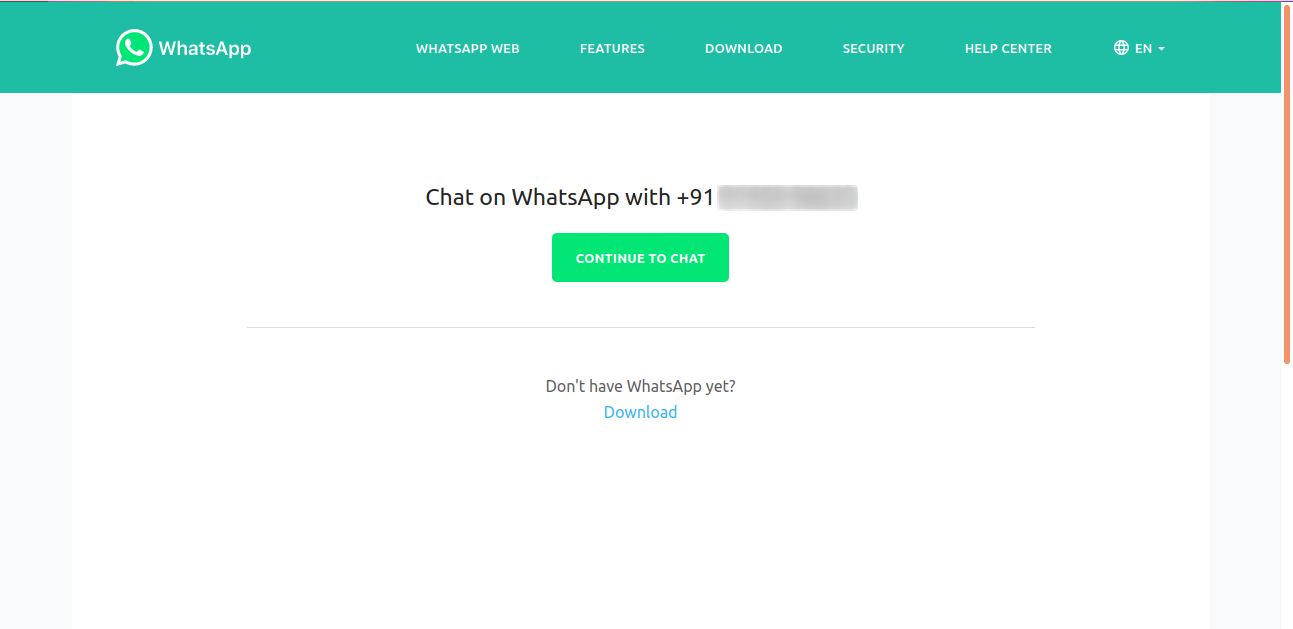 WhatsApp
WHATSAPP WEB
FEATURES
DOWNLOAD
SECURITY
HELP CENTER
EN
Chat on WhatsApp with +91
CONTINUE TO CHAT
Don't have WhatsApp yet?
Download